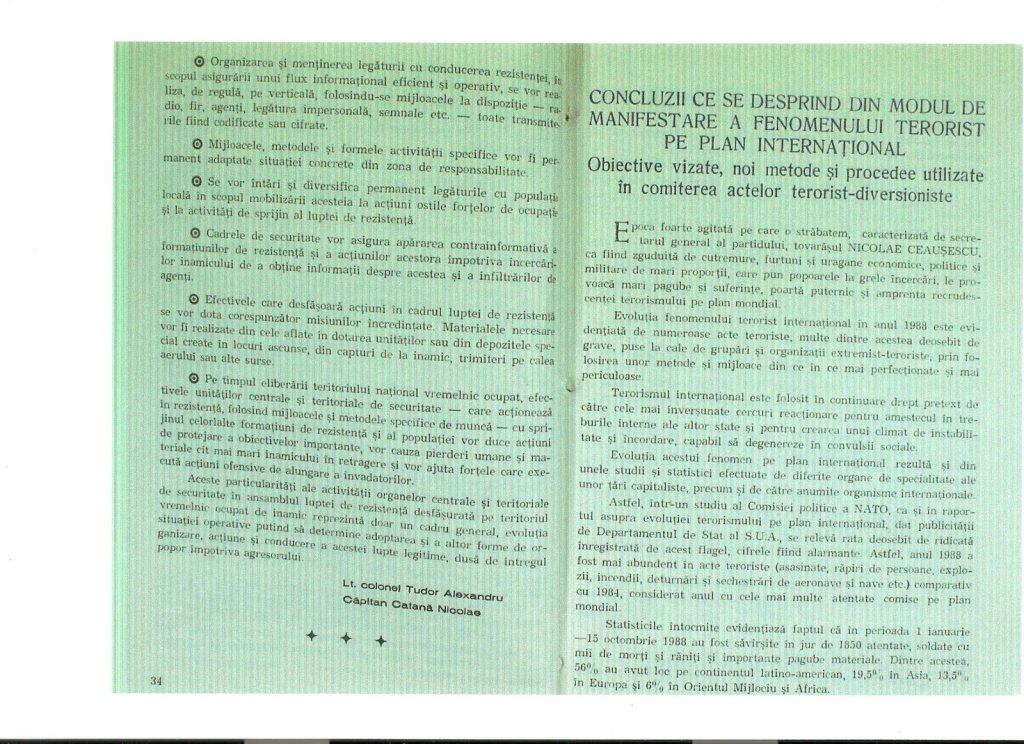 ◎ Organizarea și menținerea legăturii cu conducerea rezistenței, în
scopul asigurării unui flux informațional eficient și operativ, se vor rea-
liza, de regulă, pe verticală, folosindu-se mijloacele la dispoziție — ra-
dio, fir, agenți, legătura impersonală, semnale etc. — toate transmite-
rile fiind codificate sau cifrate.
◎ Mijloacele, metodele și formele activității specifice vor fi per-
manent adaptate situației concrete din zona de responsabilitate.
◎ Se vor întări și diversifica permanent legăturile cu populația
locală în scopul mobilizării acesteia la acțiuni ostile forțelor de ocupație
și la activități de sprijin al luptei de rezistență.
◎ Cadrele de securitate vor asigura apărarea contrainformativă a
formațiunilor de rezistență și a acțiunilor acestora împotriva încercări-
lor inamicului de a obține informații despre acestea și a infiltrărilor de
agenți.
◎ Efectivele care desfășoară acțiuni în cadrul luptei de rezistență
se vor dota corespunzător misiunilor încredințate. Materialele necesare
vor fi realizate din cele aflate în dotarea unităților sau din depozitele spe-
cial create în locuri ascunse, din capturi de la inamic, trimiteri pe calea
aerului sau alte surse.
◎ Pe timpul eliberării teritoriului național vremelnic ocupat, efec-
tivele unităților centrale și teritoriale de securitate — care acționează
în rezistență, folosind mijloacele și metodele specifice de muncă — cu spri-
jinul celorlalte formațiuni de rezistență și al populației vor duce acțiuni
de protejare a obiectivelor importante, vor cauza pierderi umane și ma-
teriale cît mai mari inamicului în retragere și vor ajuta forțele care exe-
cută acțiuni ofensive de alungare a invadatorilor.
Aceste particularități ale activității organelor centrale și teritoriale
de securitate în ansamblul luptei de rezistență desfășurată pe teritoriul
vremelnic ocupat de inamic reprezintă doar un cadru general, evoluția
situației operative putînd să determine adoptarea și a altor forme de or-
ganizare, acțiune și conducere a acestei lupte legitime, dusă de întregul
popor împotriva agresorului.
Lt. colonel Tudor Alexandru
Căpitan Catană Nicolae
34
CONCLUZII CE SE DESPRIND DIN MODUL DE
MANIFESTARE A FENOMENULUI TERORIST
PE PLAN INTERNAȚIONAL
Obiective vizate, noi metode și procedee utilizate
în comiterea actelor terorist-diversioniste
Epoca foarte agitată pe care o străbatem, caracterizată de secre-
tarul general al partidului, tovarășul NICOLAE CEAUȘESCU,
ca fiind zguduită de cutremure, furtuni și uragane economice, politice și
militare de mari proporții, care pun popoarele la grele încercări, le pro-
voacă mari pagube și suferințe, poartă puternic și amprenta recrudes-
cenței terorismului pe plan mondial.
Evoluția fenomenului terorist internațional în anul 1988 este evi-
dențiată de numeroase acte teroriste, multe dintre acestea deosebit de
grave, puse la cale de grupări și organizații extremist-teroriste, prin fo-
losirea unor metode și mijloace din ce în ce mai perfecționate și mai
periculoase.
Terorismul internațional este folosit în continuare drept pretext de
către cele mai înverșunate cercuri reacționare pentru amestecul în tre-
burile interne ale altor state și pentru crearea unui climat de instabili-
tate și încordare, capabil să degenereze în convulsii sociale.
Evoluția acestui fenomen pe plan internațional rezultă și din
unele studii și statistici efectuate de diferite organe de specialitate ale
unor țări capitaliste, precum și de către anumite organisme internaționale.
Astfel, într-un studiu al Comisiei politice a NATO, ca și în rapor-
tul asupra evoluției terorismului pe plan internațional, dat publicității
de Departamentul de Stat al S.U.A., se relevă rata deosebit de ridicată
înregistrată de acest flagel, cifrele fiind alarmante. Astfel, anul 1988 a
fost mai abundent în acte teroriste (asasinate, răpiri de persoane, explo-
zii, incendii, deturnări și sechestrări de aeronave și nave etc.) comparativ
cu 1984, considerat anul cu cele mai multe atentate comise pe plan
mondial.
Statisticile întocmite evidențiază faptul că în perioada 1 ianuarie
—15 octombrie 1988 au fost săvîrșite în jur de 1850 atentate, soldate cu
mii de morți și răniți și importante pagube materiale. Dintre acestea,
56% au avut loc pe continentul latino-american, 19,5% în Asia, 13,5%
în Europa și 6% în Orientul Mijlociu și Africa.